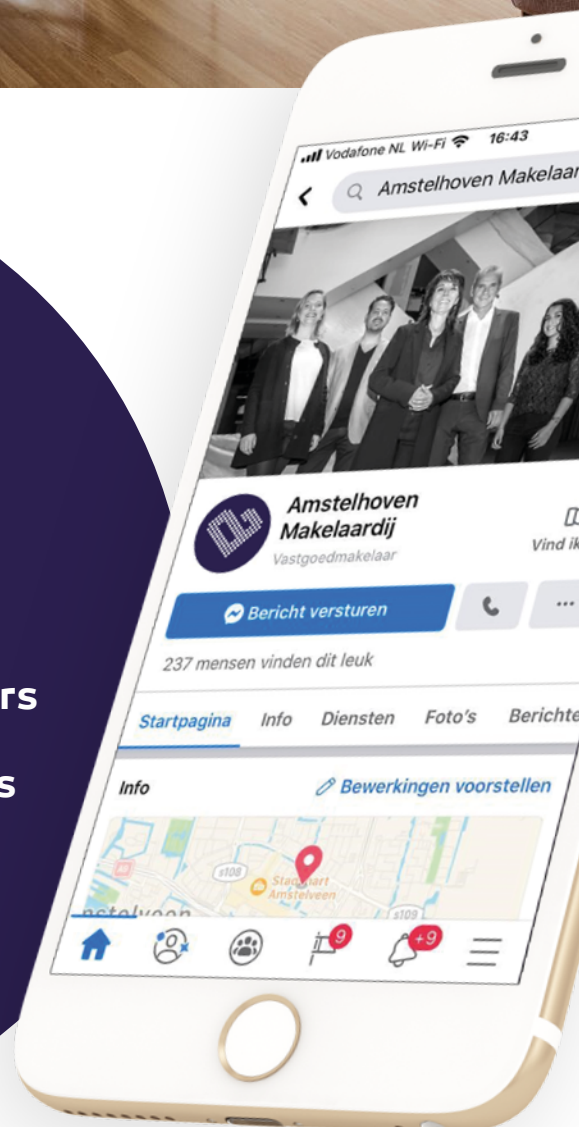 Vodafone NL Wi-Fi 16:43
Amstelhoven Makelaar
Amstelhoven
Makelaardij
Vastgoedmakelaar
Vind ik
Bericht versturen
237 mensen vinden dit leuk
rs
s
Startpagina Info Diensten Foto's Berichte
Info Bewerkingen voorstellen
s108
Stadshart
Amstelveen
s109
mstelveen
9 +9